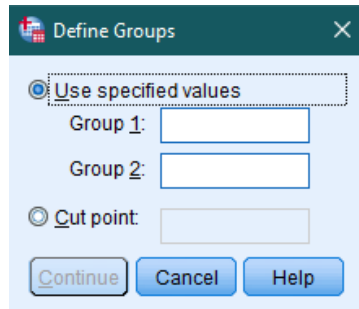 Define Groups
Use specified values
Group 1:
Group 2:
Cut point:
Continue Cancel Help